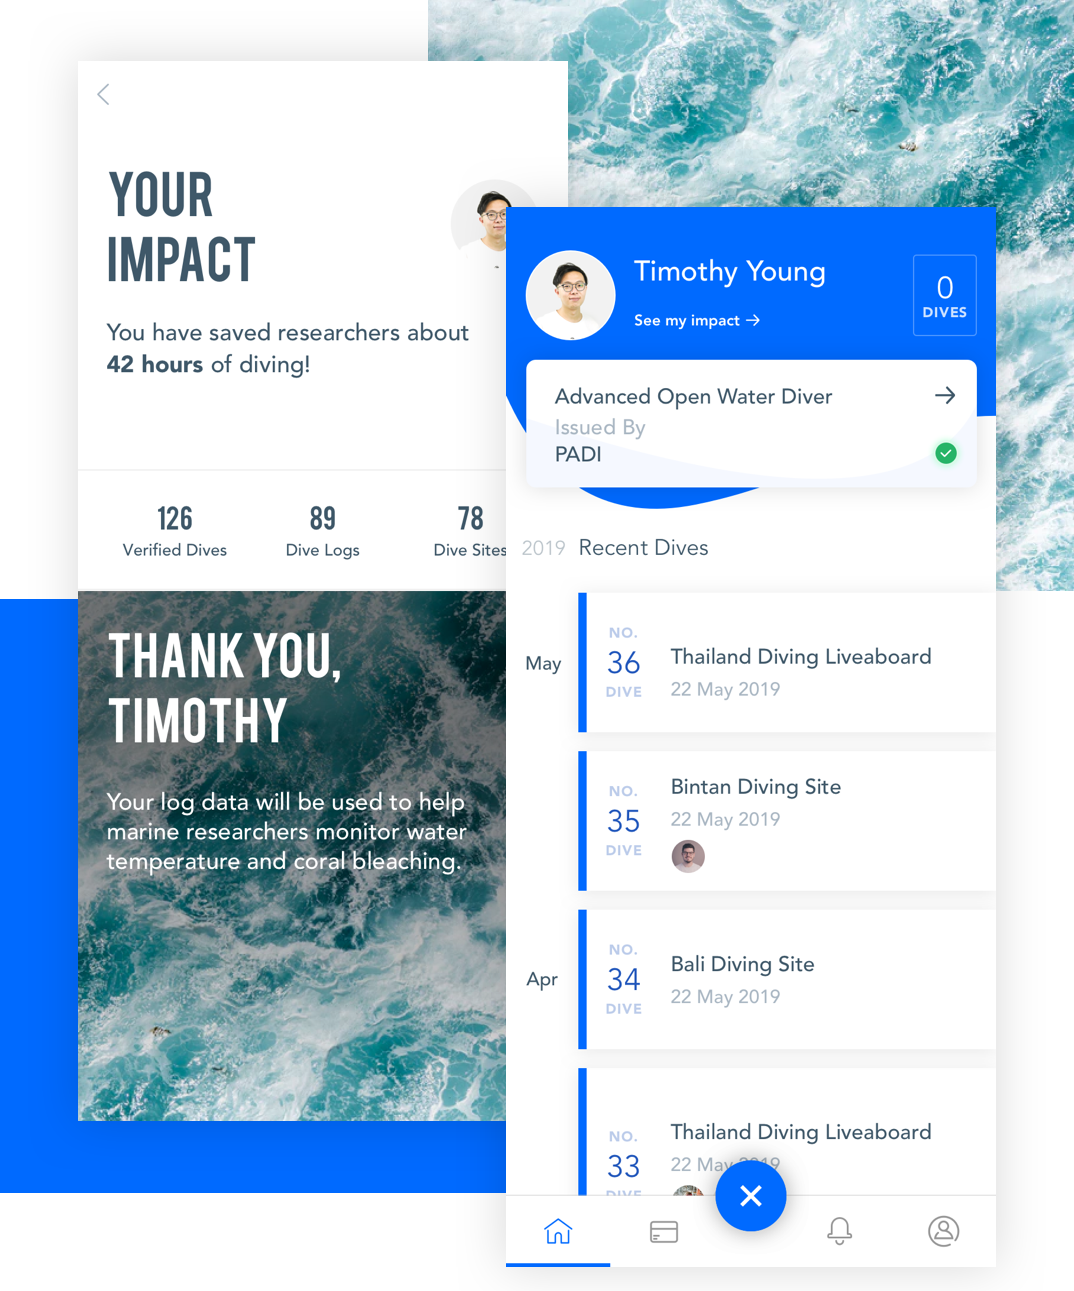 YOUR
IMPACT
You have saved researchers about
42 hours of diving!
126
Verified Dives
89
Dive Logs
78
Dive Sites
THANK YOU,
TIMOTHY
Your log data will be used to help
marine researchers monitor water
temperature and coral bleaching.
Timothy Young
See my impact →
0
DIVES
Advanced Open Water Diver
Issued By
PADI
2019 Recent Dives
May
NO.
36
DIVE
Thailand Diving Liveaboard
22 May 2019
NO.
35
DIVE
Bintan Diving Site
22 May 2019
Apr
NO.
34
DIVE
Bali Diving Site
22 May 2019
NO.
33
DIVE
Thailand Diving Liveaboard
22 May 2019